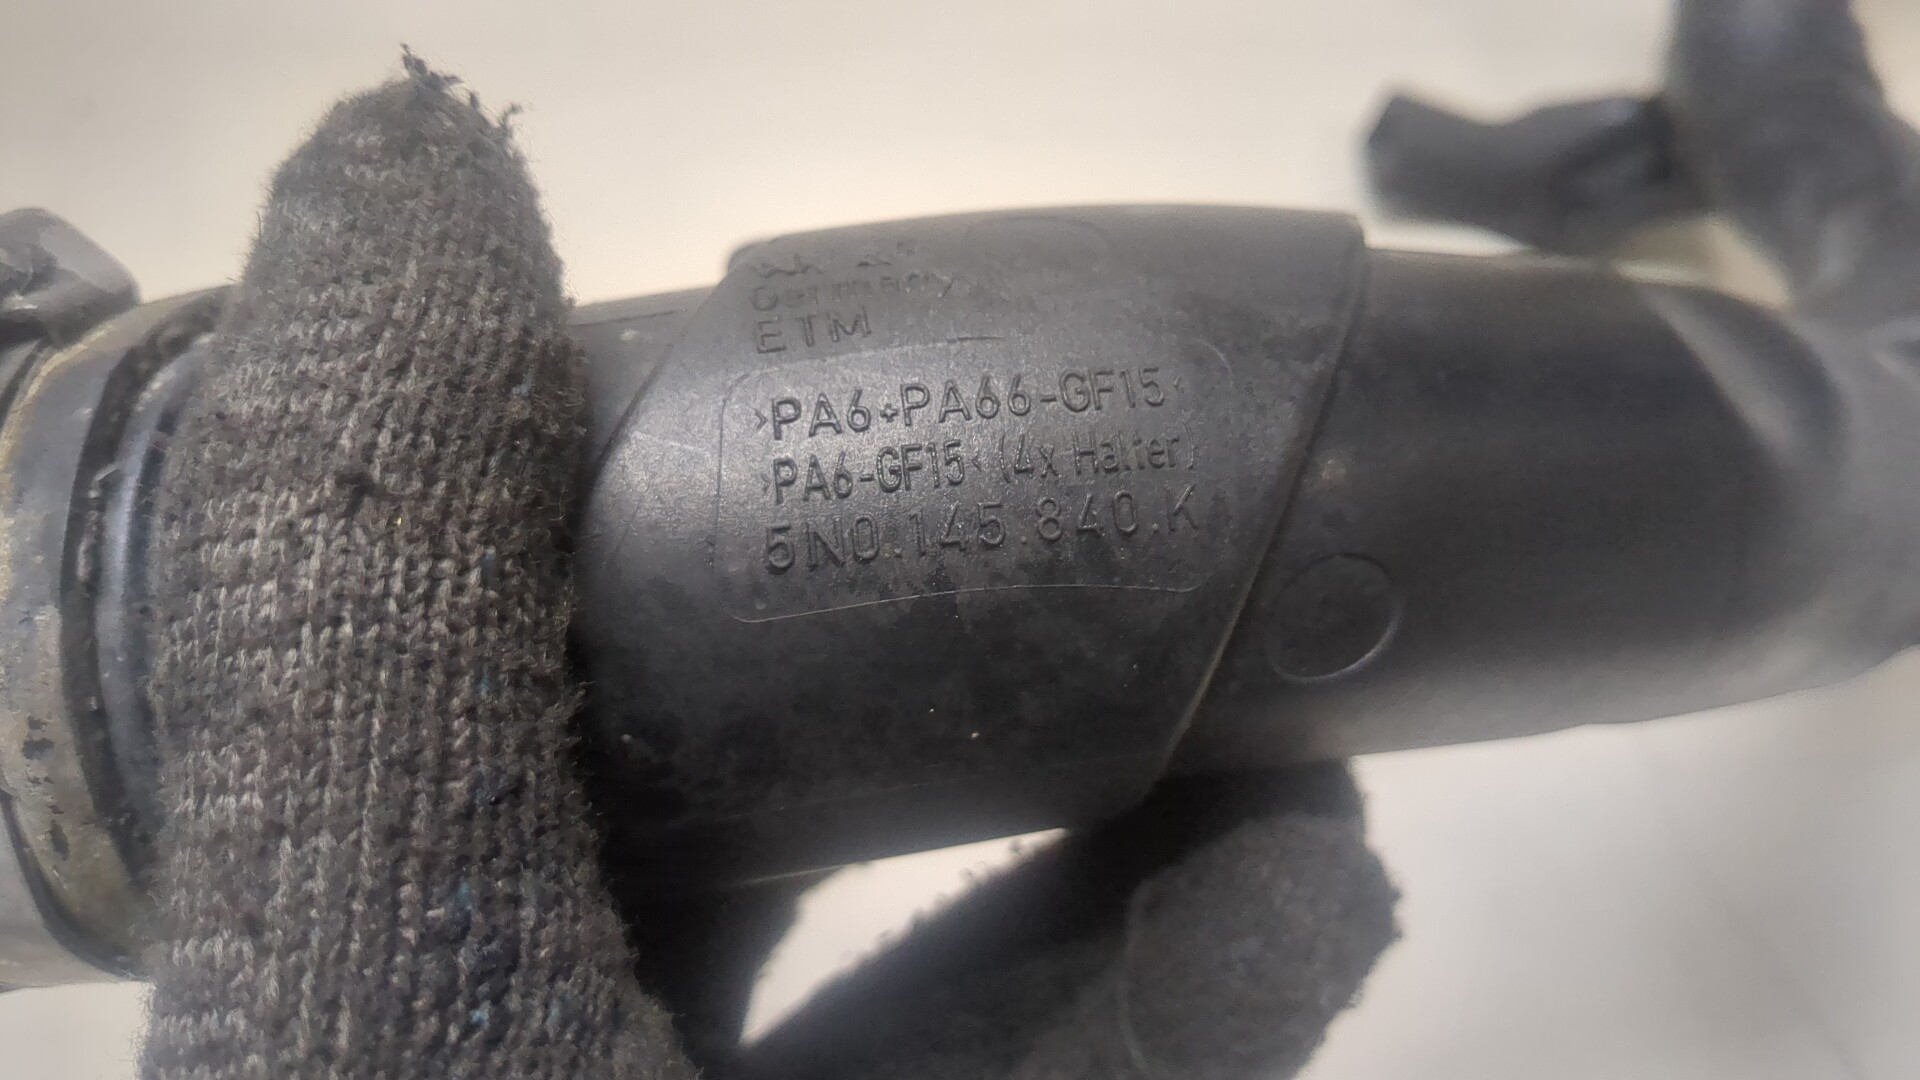 Germany
ETM
>PA6+PA66-GF15<
>PA6-GF15< (4x Halter)
5N0.145.840.K